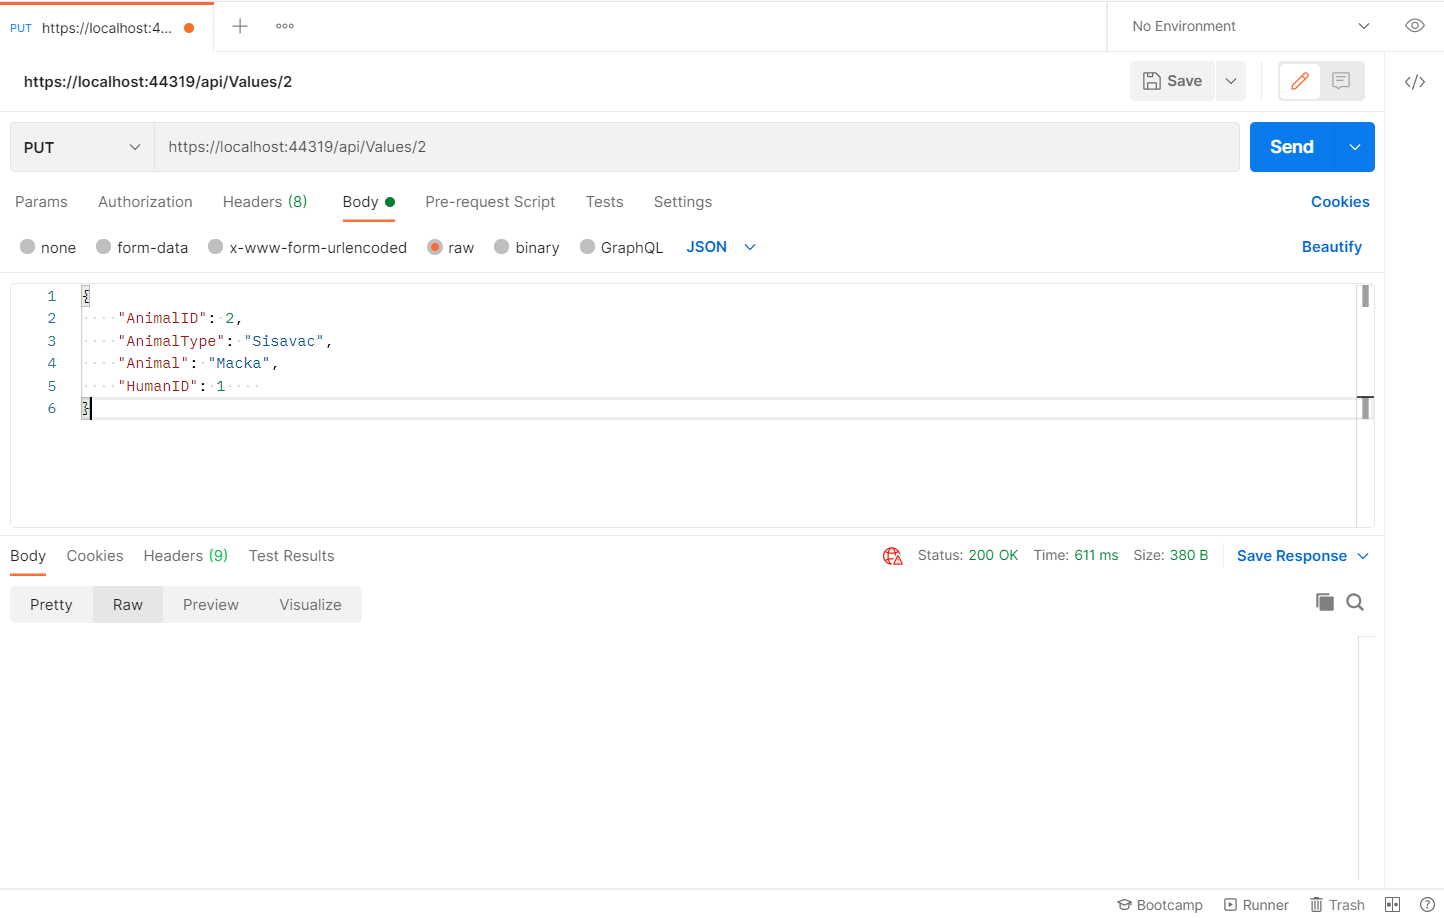 PUT https://localhost:4... No Environment
https://localhost:44319/api/Values/2 Save
PUT https://localhost:44319/api/Values/2 Send
Params Authorization Headers (8) Body Pre-request Script Tests Settings Cookies
none form-data x-www-form-urlencoded raw binary GraphQL JSON Beautify
1 {
2 "AnimalID": 2,
3 "AnimalType": "Sisavac",
4 "Animal": "Macka",
5 "HumanID": 1
6 }
Body Cookies Headers (9) Test Results Status: 200 OK Time: 611 ms Size: 380 B Save Response
Pretty Raw Preview Visualize
Bootcamp Runner Trash